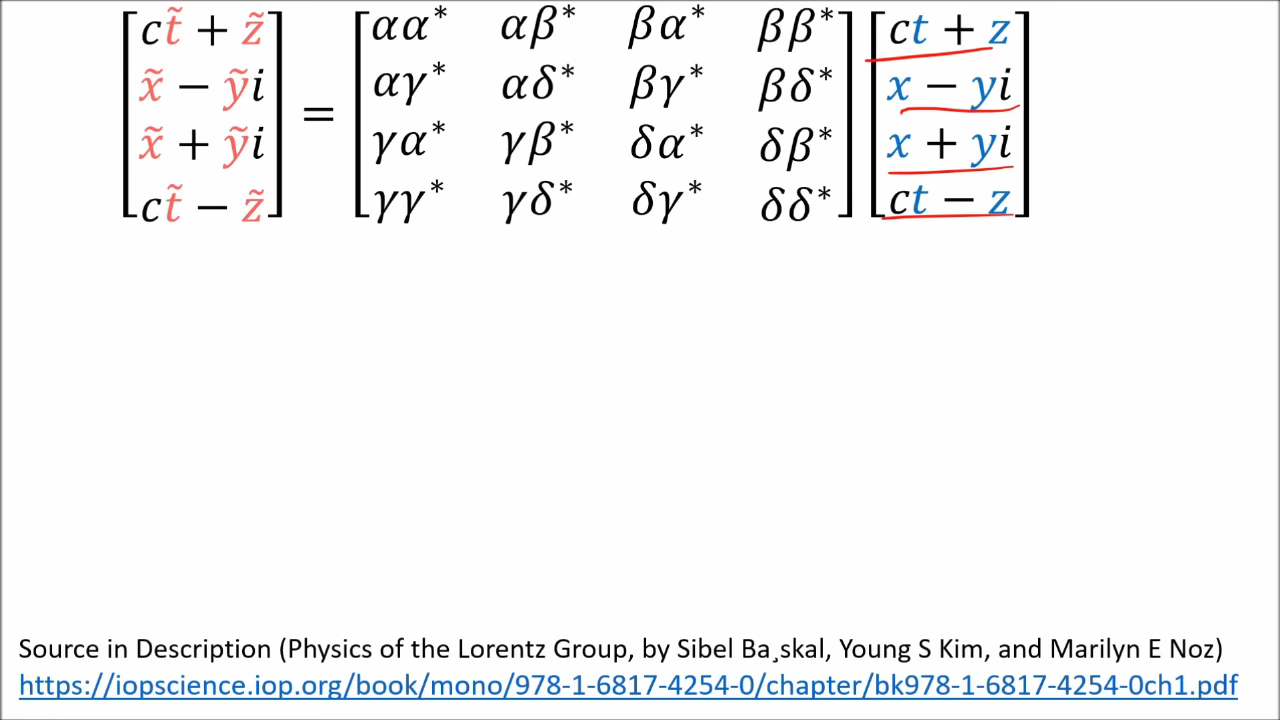 ct̃ + z̃ αα* αβ* βα* ββ* ct + z
x̃ − ỹi αγ* αδ* βγ* βδ* x − yi
=
x̃ + ỹi γα* γβ* δα* δβ* x + yi
ct̃ − z̃ γγ* γδ* δγ* δδ* ct − z
Source in Description (Physics of the Lorentz Group, by Sibel Ba¸skal, Young S Kim, and Marilyn E Noz)
https://iopscience.iop.org/book/mono/978-1-6817-4254-0/chapter/bk978-1-6817-4254-0ch1.pdf